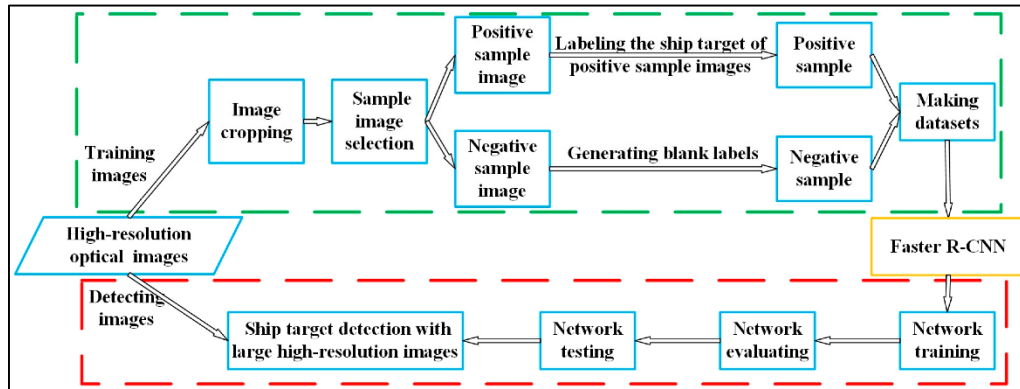 Positive
sample
image
Labeling the ship target of
positive sample images
Positive
sample
Image
cropping
Sample
image
selection
Making
datasets
Training
images
Negative
sample
image
Generating blank labels
Negative
sample
High-resolution
optical images
Faster R-CNN
Detecting
images
Ship target detection with
large high-resolution images
Network
testing
Network
evaluating
Network
training